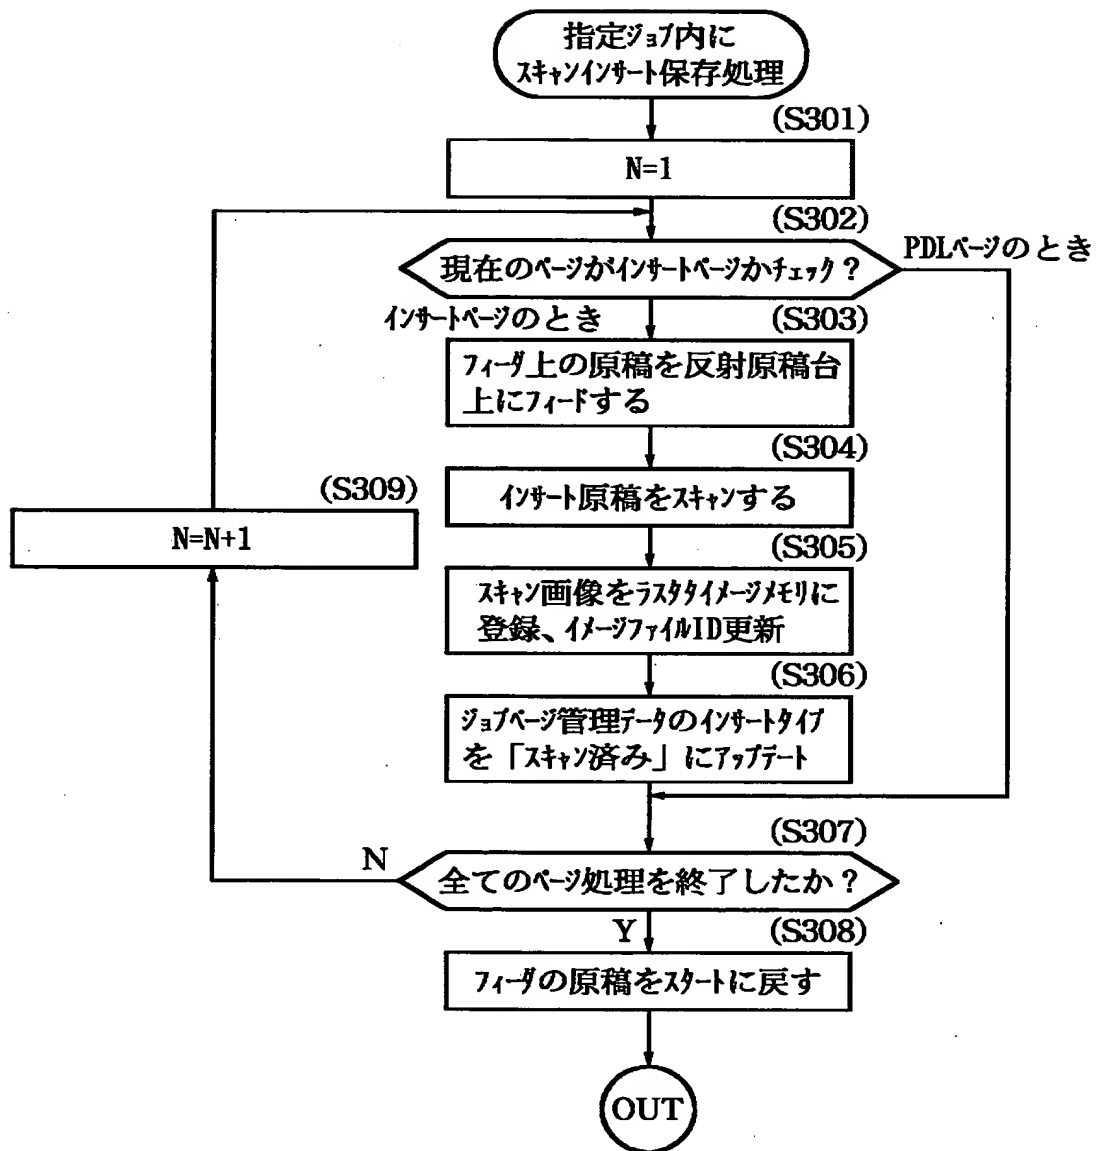 指定ジョブ内に
スキャンインサート保存処理
(S301)
N=1
(S302)
現在のページがインサートページかチェック？
PDLページのとき
インサートページのとき
(S303)
フィーダ上の原稿を反射原稿台
上にフィードする
(S304)
インサート原稿をスキャンする
(S309)
N=N+1
(S305)
スキャン画像をラスタタイメージメモリに
登録、イメージファイルID更新
(S306)
ジョブページ管理データのインサートタイプ
を「スキャン済み」にアップデート
(S307)
N
全てのページ処理を終了したか？
Y
(S308)
フィーダの原稿をスタートに戻す
OUT